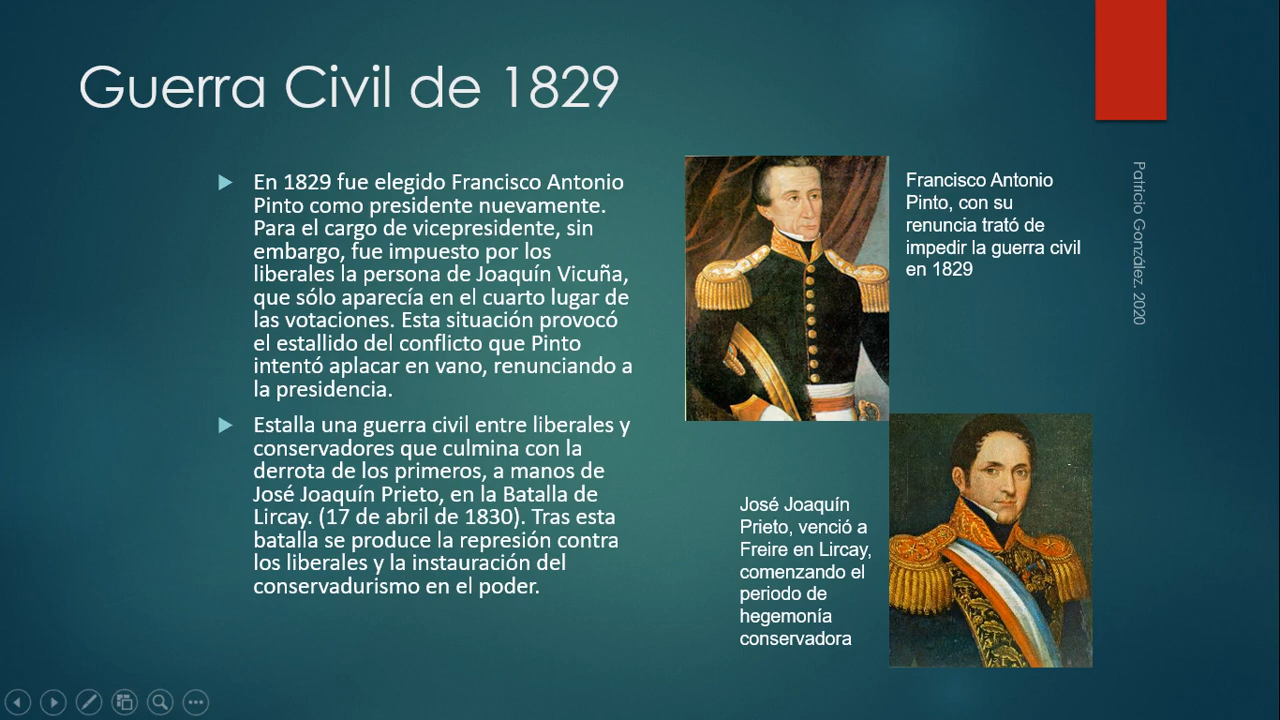 Guerra Civil de 1829
En 1829 fue elegido Francisco Antonio
Pinto como presidente nuevamente.
Para el cargo de vicepresidente, sin
embargo, fue impuesto por los
liberales la persona de Joaquín Vicuña,
que sólo aparecía en el cuarto lugar de
las votaciones. Esta situación provocó
el estallido del conflicto que Pinto
intentó aplacar en vano, renunciando a
la presidencia.
Estalla una guerra civil entre liberales y
conservadores que culmina con la
derrota de los primeros, a manos de
José Joaquín Prieto, en la Batalla de
Lircay. (17 de abril de 1830). Tras esta
batalla se produce la represión contra
los liberales y la instauración del
conservadurismo en el poder.
Francisco Antonio
Pinto, con su
renuncia trató de
impedir la guerra civil
en 1829
José Joaquín
Prieto, venció a
Freire en Lircay,
comenzando el
periodo de
hegemonía
conservadora
Patricio González. 2020